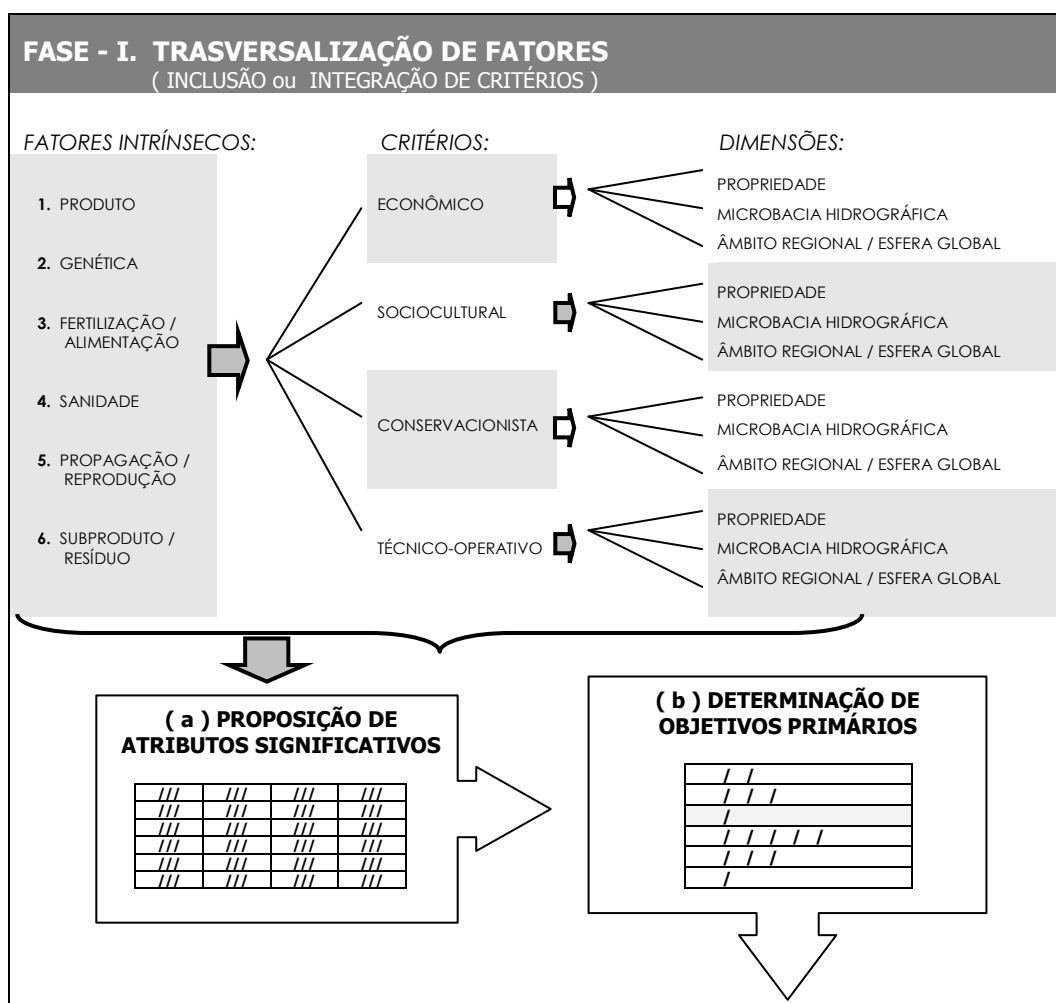 FASE - I. TRASVERSALIZAÇÃO DE FATORES
( INCLUSÃO ou INTEGRAÇÃO DE CRITÉRIOS )
FATORES INTRÍNSECOS:
1. PRODUTO
2. GENÉTICA
3. FERTILIZAÇÃO /
ALIMENTAÇÃO
4. SANIDADE
5. PROPAGAÇÃO /
REPRODUÇÃO
6. SUBPRODUTO /
RESÍDUO
CRITÉRIOS:
ECONÔMICO
SOCIOCULTURAL
CONSERVACIONISTA
TÉCNICO-OPERATIVO
DIMENSÕES:
PROPRIEDADE
MICROBACIA HIDROGRÁFICA
ÂMBITO REGIONAL / ESFERA GLOBAL
PROPRIEDADE
MICROBACIA HIDROGRÁFICA
ÂMBITO REGIONAL / ESFERA GLOBAL
PROPRIEDADE
MICROBACIA HIDROGRÁFICA
ÂMBITO REGIONAL / ESFERA GLOBAL
PROPRIEDADE
MICROBACIA HIDROGRÁFICA
ÂMBITO REGIONAL / ESFERA GLOBAL
( a ) PROPOSIÇÃO DE
ATRIBUTOS SIGNIFICATIVOS
/// /// /// ///
/// /// /// ///
/// /// /// ///
/// /// /// ///
/// /// /// ///
/// /// /// ///
( b ) DETERMINAÇÃO DE
OBJETIVOS PRIMÁRIOS
/ /
/ / /
/
/ / / / /
/ / /
/